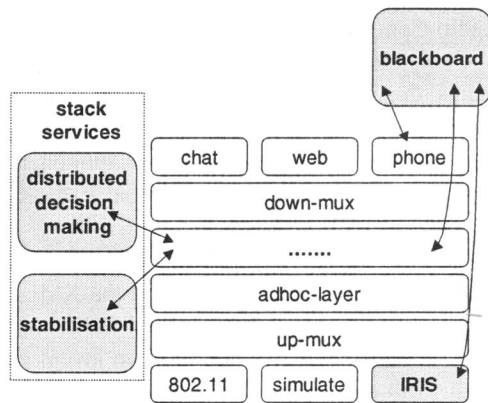 blackboard
stack
services
chat web phone
distributed
decision
making
down-mux
.......
stabilisation
adhoc-layer
up-mux
802.11 simulate IRIS